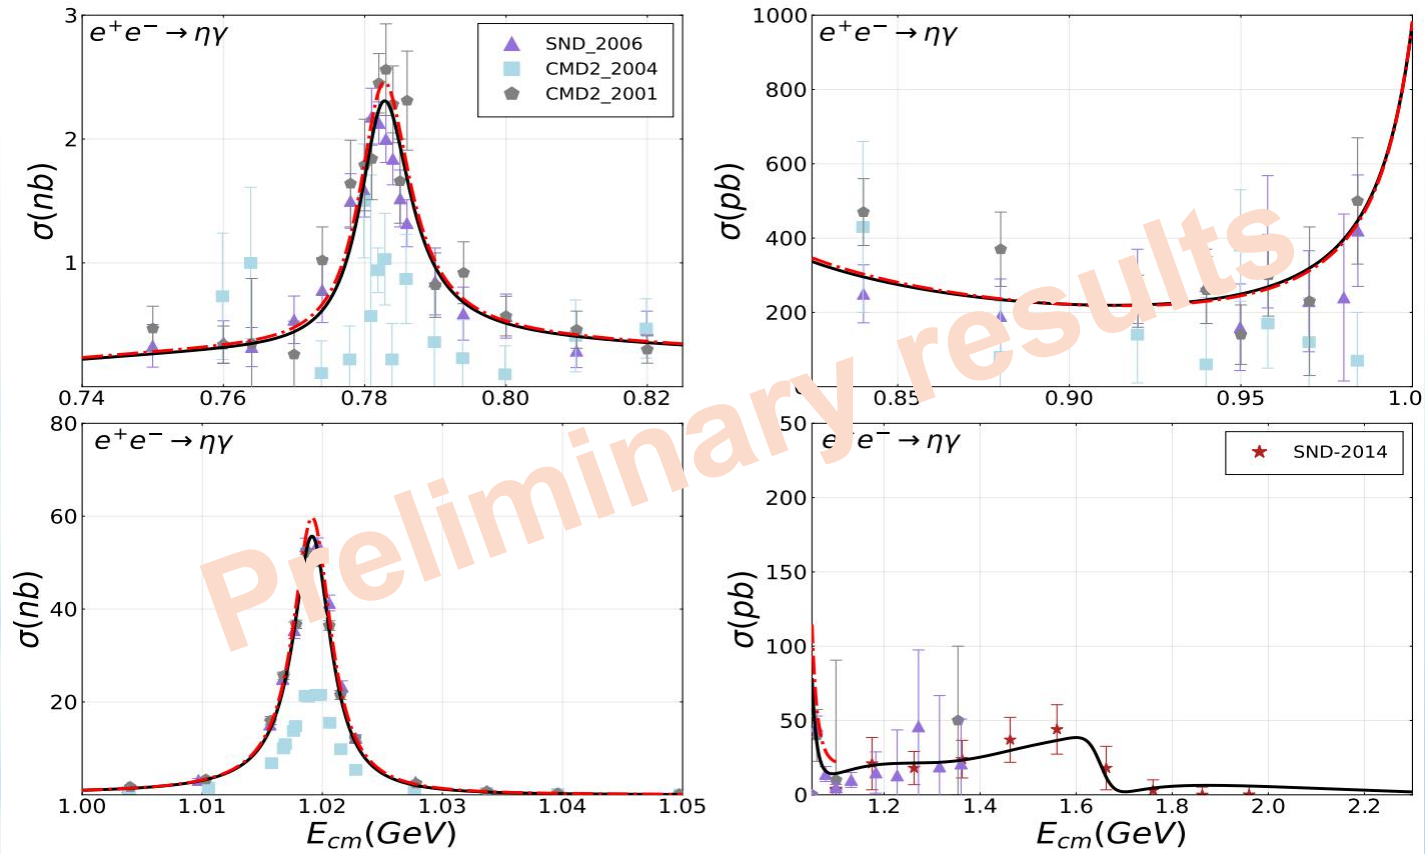 3
2
1
σ(nb)
e⁺e⁻→ηγ
SND_2006
CMD2_2004
CMD2_2001
0.74 0.76 0.78 0.80 0.82
1000
800
600
400
200
σ(pb)
e⁺e⁻→ηγ
0.85 0.90 0.95 1.0
80
60
40
20
σ(nb)
e⁺e⁻→ηγ
1.00 1.01 1.02 1.03 1.04 1.05
E_cm(GeV)
50
200
150
100
50
0
σ(pb)
e⁻→ηγ
SND-2014
1.2 1.4 1.6 1.8 2.0 2.2
E_cm(GeV)
Preliminary results